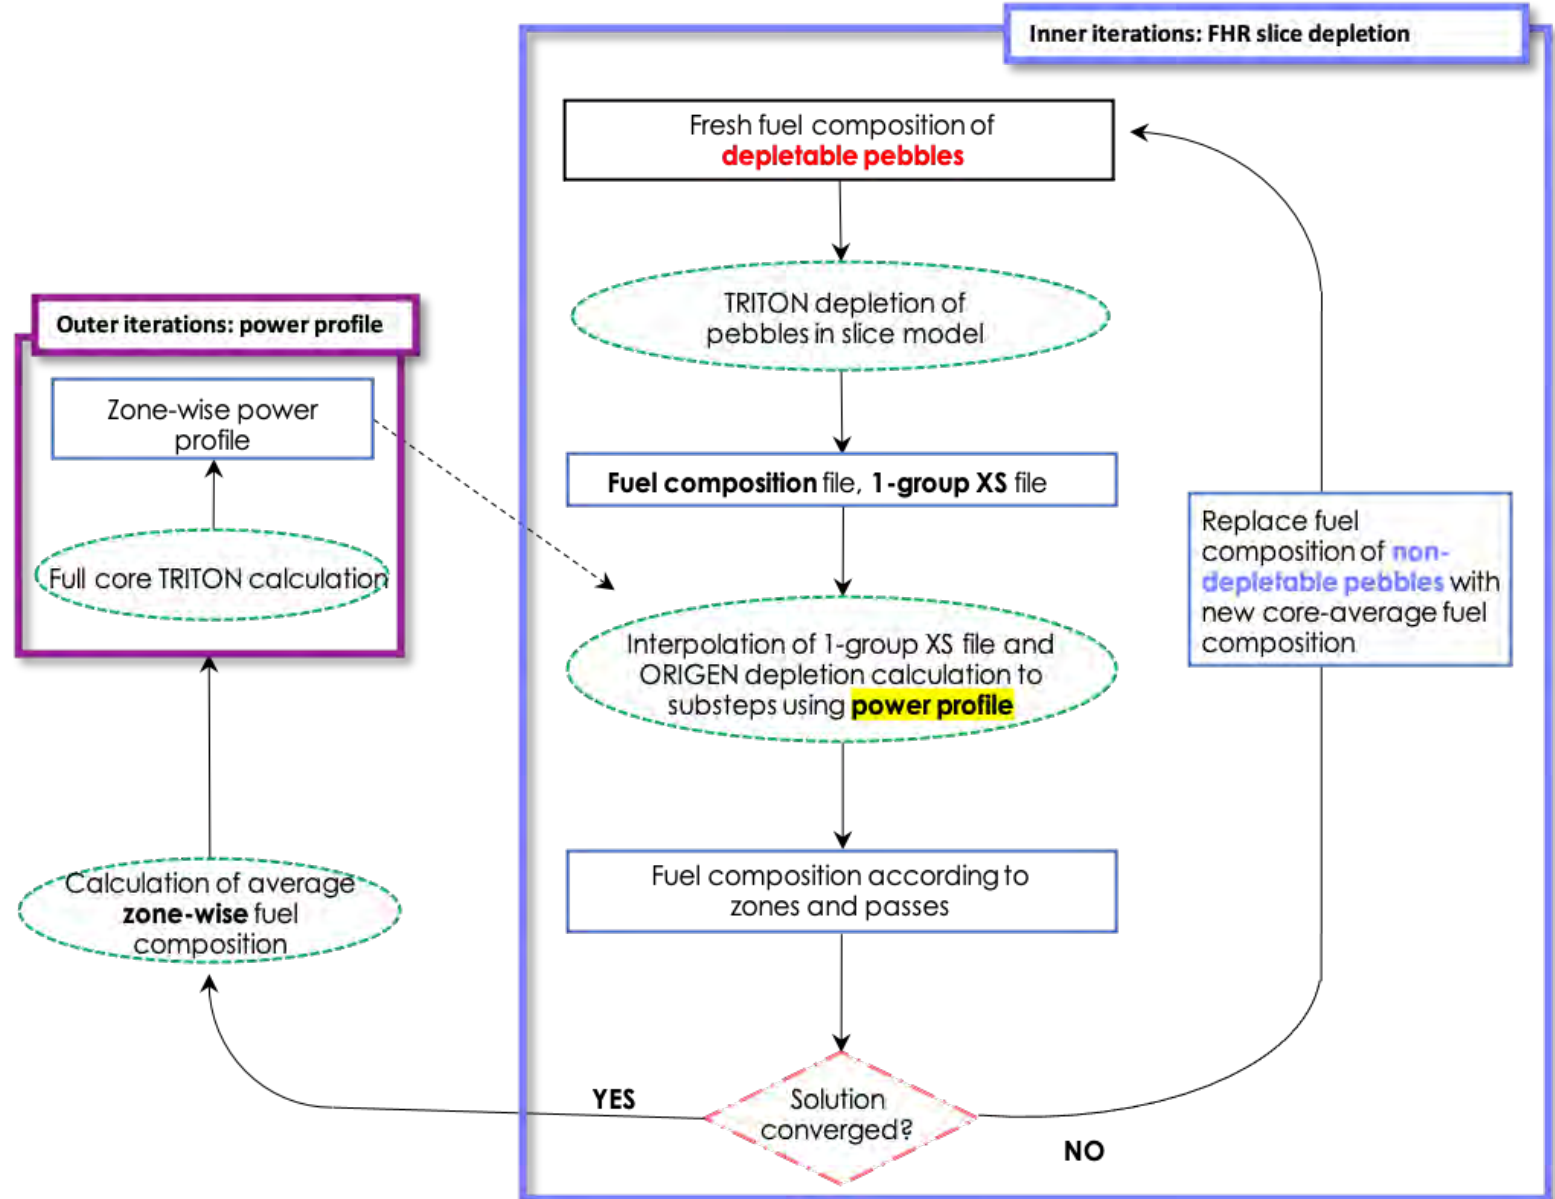 Inner iterations: FHR slice depletion
Fresh fuel composition of
depletable pebbles
TRITON depletion of
pebbles in slice model
Outer iterations: power profile
Zone-wise power
profile
Fuel composition file, 1-group XS file
Full core TRITON calculation
Replace fuel
composition of non-
depletable pebbles with
new core-average fuel
composition
Interpolation of 1-group XS file and
ORIGEN depletion calculation to
substeps using power profile
Fuel composition according to
zones and passes
Calculation of average
zone-wise fuel
composition
YES
Solution
converged?
NO